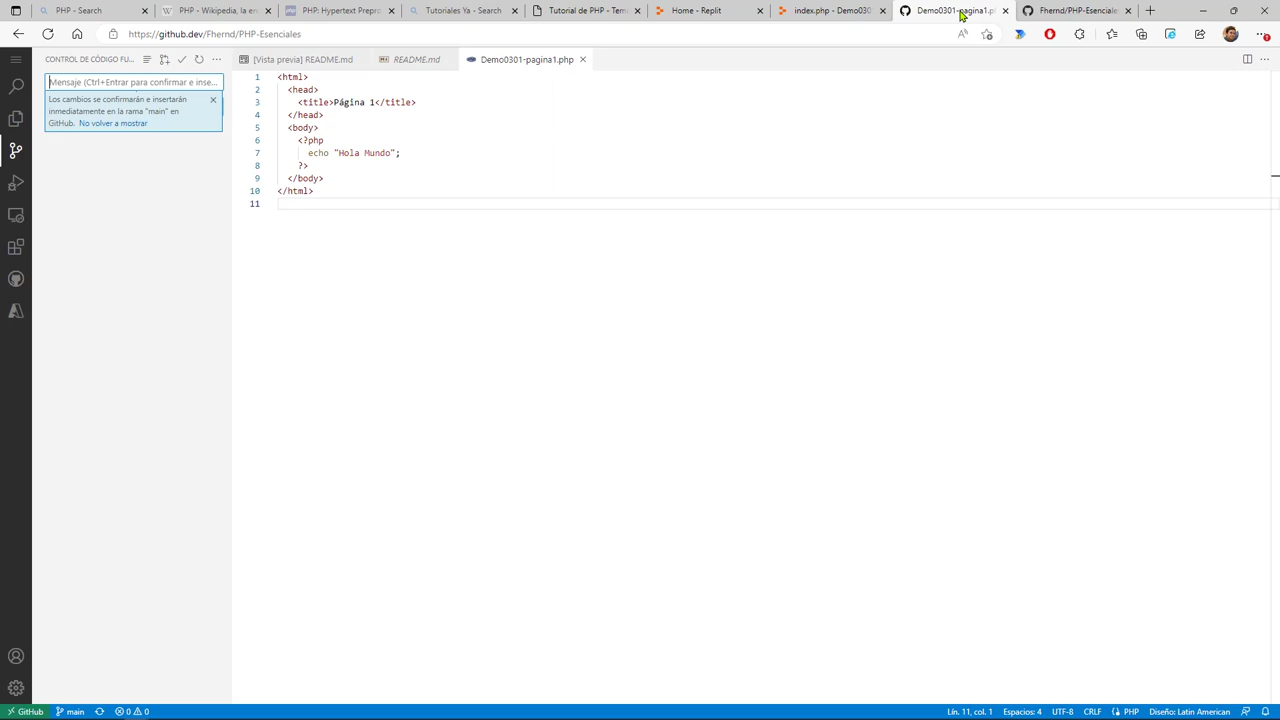 PHP - Search
PHP - Wikipedia, la en
PHP: Hypertext Prepro
Tutoriales Ya - Search
Tutorial de PHP - Tem
Home - Replit
index.php - Demo030
Demo0301-pagina1.p
Fhernd/PHP-Esenciales
https://github.dev/Fhernd/PHP-Esenciales
CONTROL DE CÓDIGO FU...
[Vista previa] README.md
README.md
Demo0301-pagina1.php
Mensaje (Ctrl+Entrar para confirmar e inse...
Los cambios se confirmarán e insertarán
inmediatamente en la rama "main" en
GitHub. No volver a mostrar
1 <html>
2 <head>
3 <title>Página 1</title>
4 </head>
5 <body>
6 <?php
7 echo "Hola Mundo";
8 ?>
9 </body>
10 </html>
11
GitHub
main
0 0
Lín. 11, col. 1
Espacios: 4
UTF-8
CRLF
PHP
Diseño: Latin American